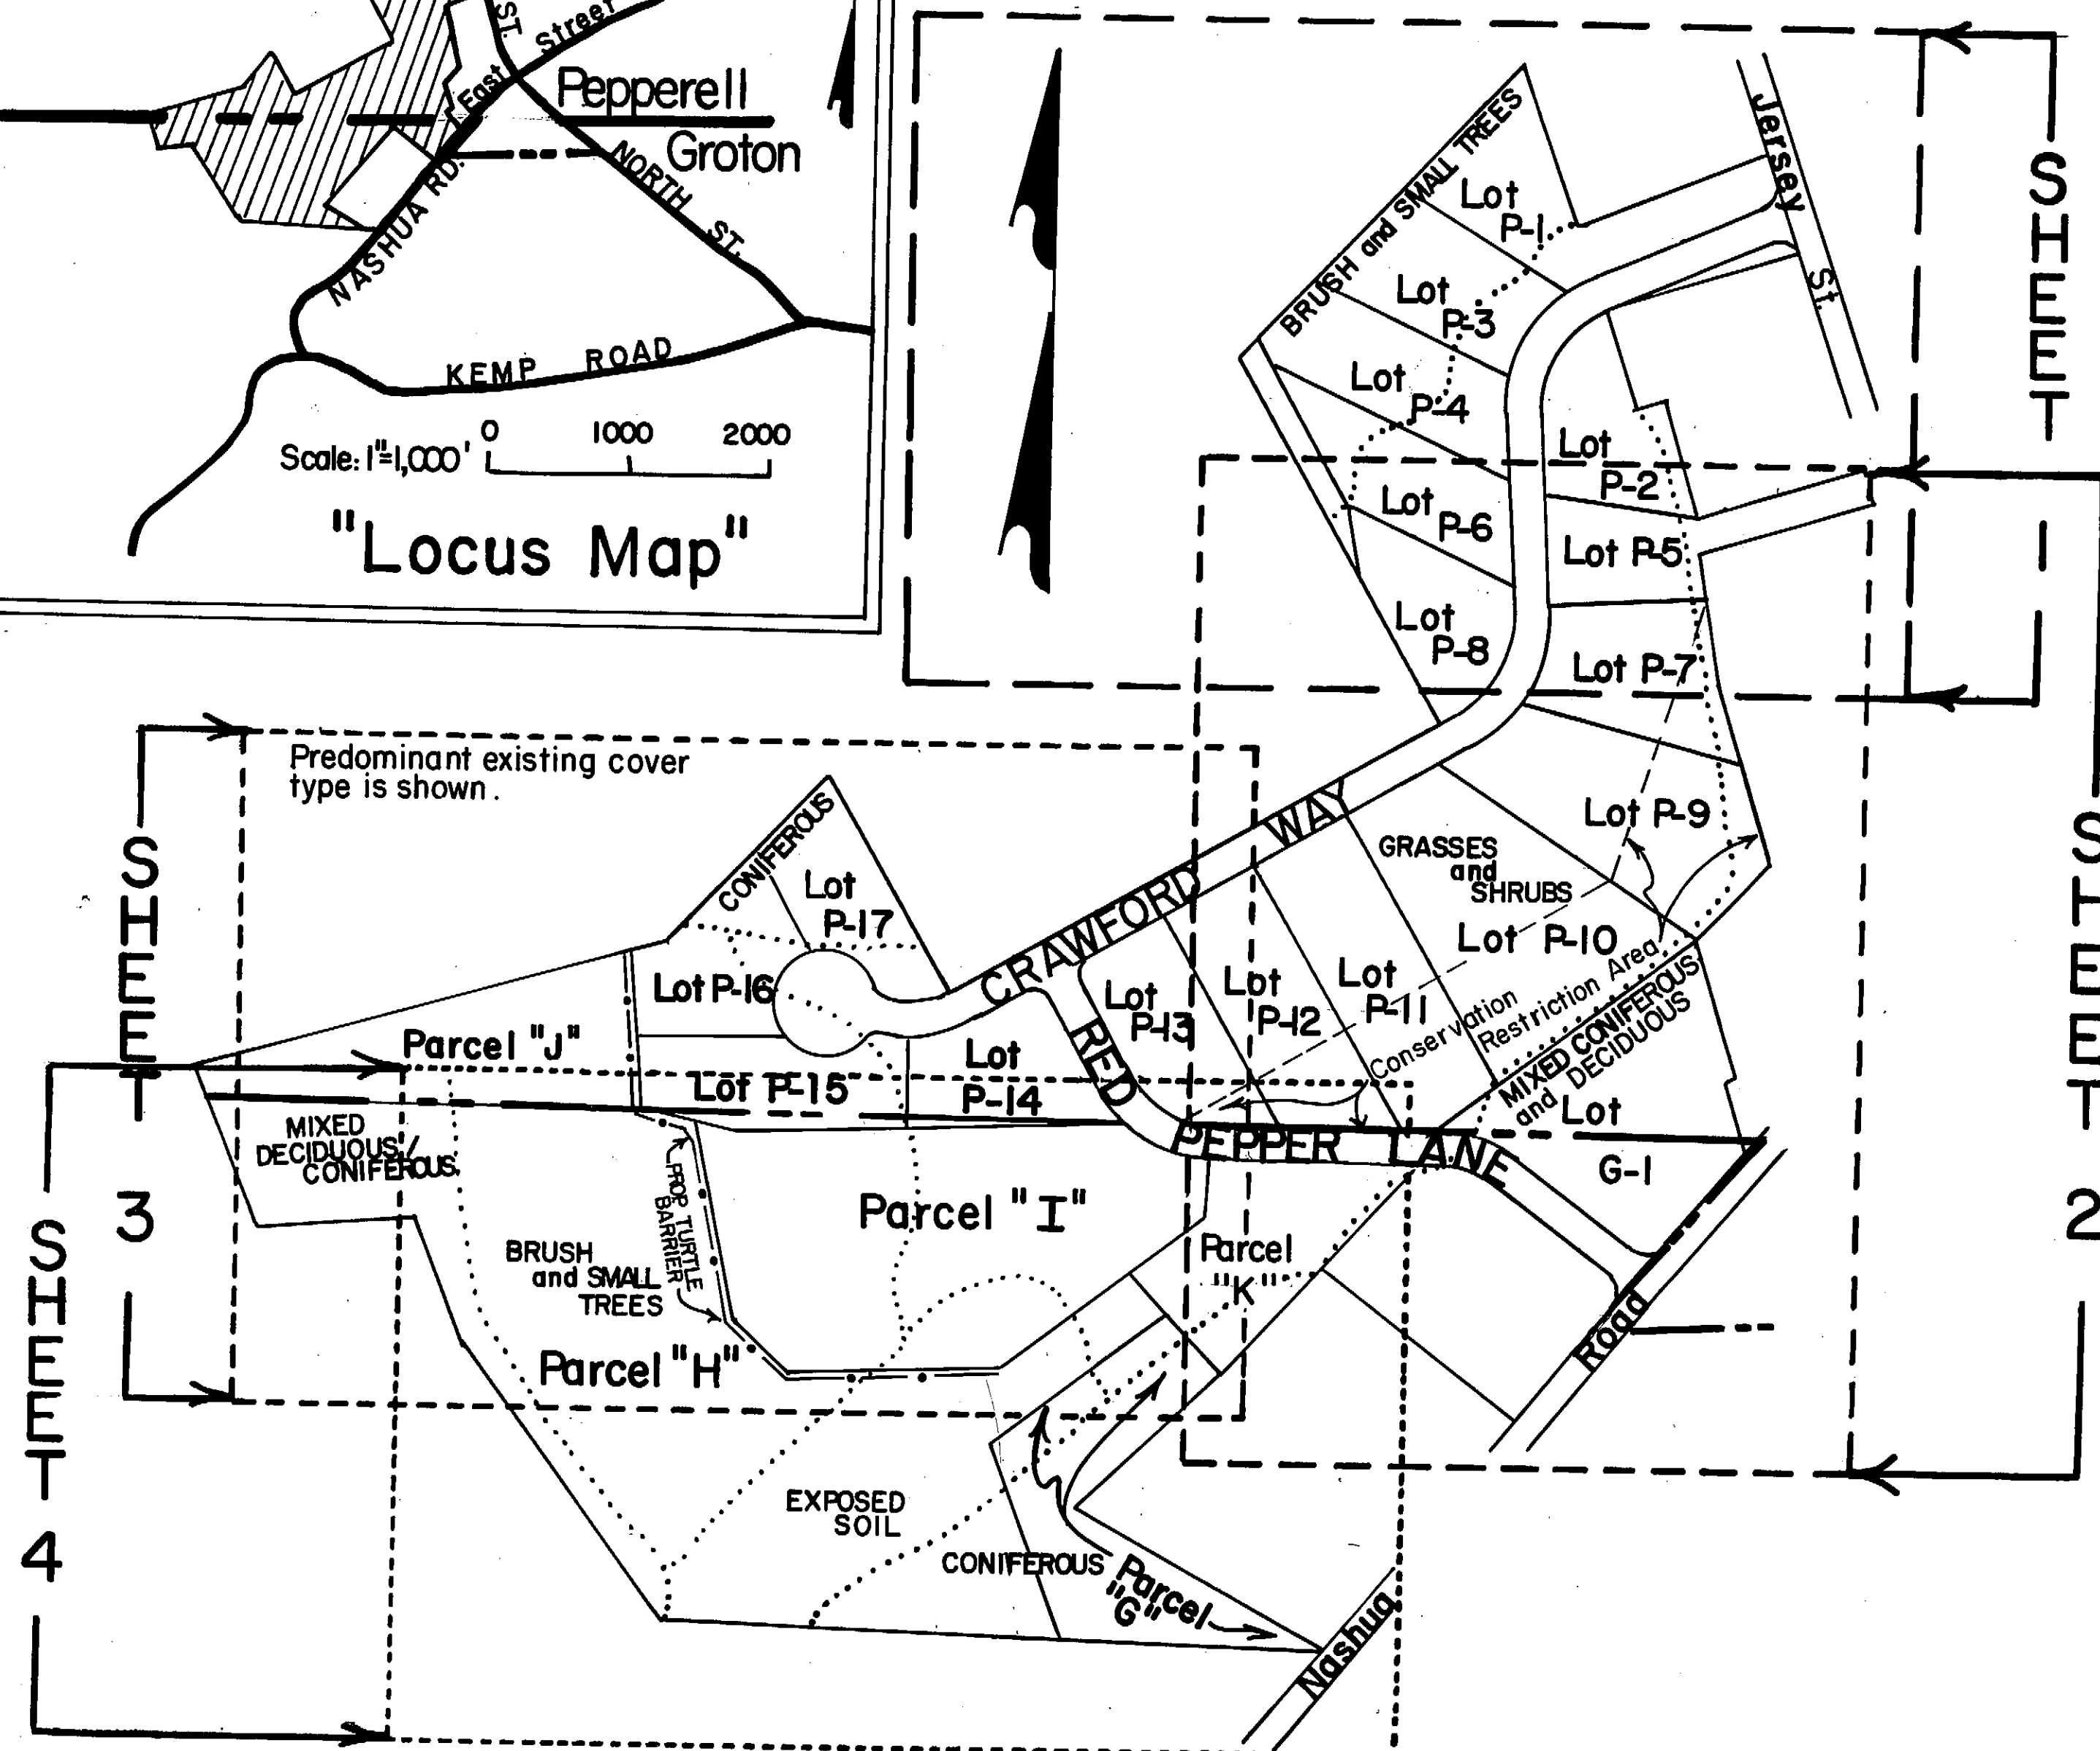 ST.
Street
East
Pepperell
Groton
NASHUA RD.
NORTH ST.
KEMP ROAD
0 1000 2000
Scale: 1"=1,000'
"Locus Map"
Jersey St.
BRUSH and SMALL TREES
Lot
P-1
Lot
P-3
Lot
P-4
Lot
P-2
Lot
P-6
Lot P-5
Lot
P-8
Lot P-7
SHEET
1
Predominant existing cover
type is shown.
CONIFEROUS
Lot
P-17
Lot P-9
GRASSES
and
SHRUBS
CRAWFORD WAY
Lot P-10
Lot P-16
Lot
P-13
Lot
P-12
Lot
P-11
Conservation
Restriction Area
MIXED CONIFEROUS
and DECIDUOUS
Parcel "J"
Lot P-15
Lot
P-14
RED PEPPER LANE
Lot
G-1
MIXED
DECIDUOUS/
CONIFEROUS
PROP TURTLE
BARRIER
Parcel "I"
BRUSH
and SMALL
TREES
Parcel
"K"
Parcel "H"
EXPOSED
SOIL
CONIFEROUS
Parcel
"G"
Nashua Road
SHEET
3
SHEET
4
SHEET
2